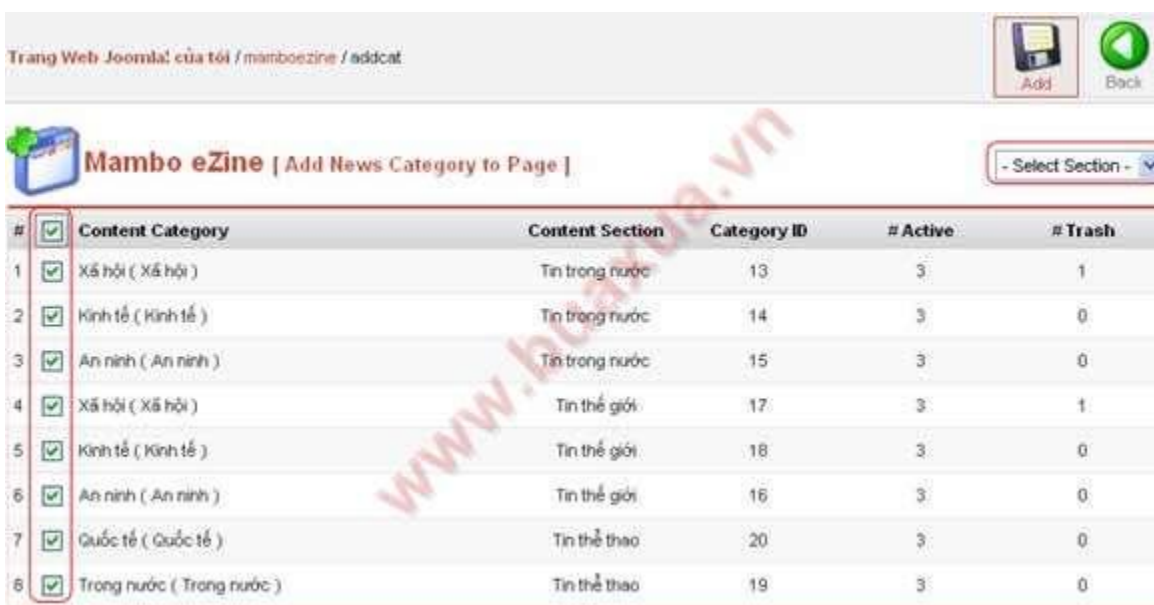 Trang Web Joomla! của tôi / mamboezine / addcat
Add
Back
Mambo eZine [ Add News Category to Page ]
- Select Section -
# Content Category Content Section Category ID # Active # Trash
1 Xã hội ( Xã hội ) Tin trong nước 13 3 1
2 Kinh tế ( Kinh tế ) Tin trong nước 14 3 0
3 An ninh ( An ninh ) Tin trong nước 15 3 0
4 Xã hội ( Xã hội ) Tin thế giới 17 3 1
5 Kinh tế ( Kinh tế ) Tin thế giới 18 3 0
6 An ninh ( An ninh ) Tin thế giới 16 3 0
7 Quốc tế ( Quốc tế ) Tin thể thao 20 3 0
8 Trong nước ( Trong nước ) Tin thể thao 19 3 0
www.buaxua.vn